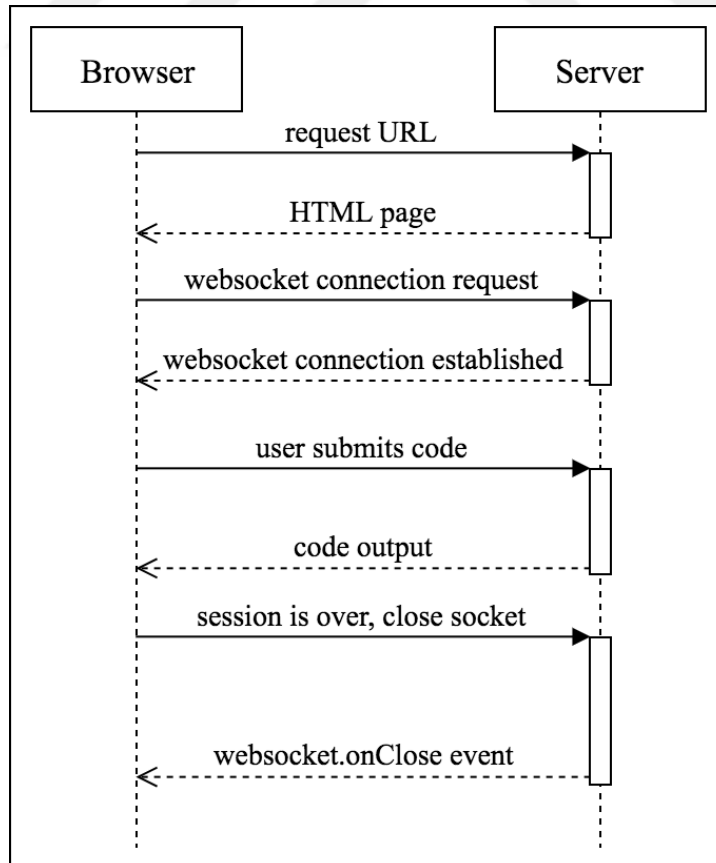 Browser
Server
request URL
HTML page
websocket connection request
websocket connection established
user submits code
code output
session is over, close socket
websocket.onClose event